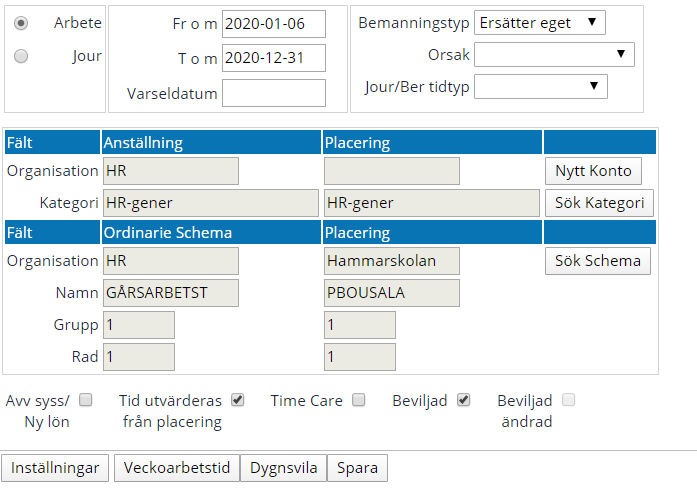 Arbete Fr o m 2020-01-06 Bemanningstyp Ersätter eget
Jour T o m 2020-12-31 Orsak
Varseldatum Jour/Ber tidtyp
Fält Anställning Placering
Organisation HR Nytt Konto
Kategori HR-gener HR-gener Sök Kategori
Fält Ordinarie Schema Placering
Organisation HR Hammarskolan Sök Schema
Namn GÅRSARBETST PBOUSALA
Grupp 1 1
Rad 1 1
Avv syss/ Tid utvärderas Time Care Beviljad Beviljad
Ny lön från placering ändrad
Inställningar Veckoarbetstid Dygnsvila Spara